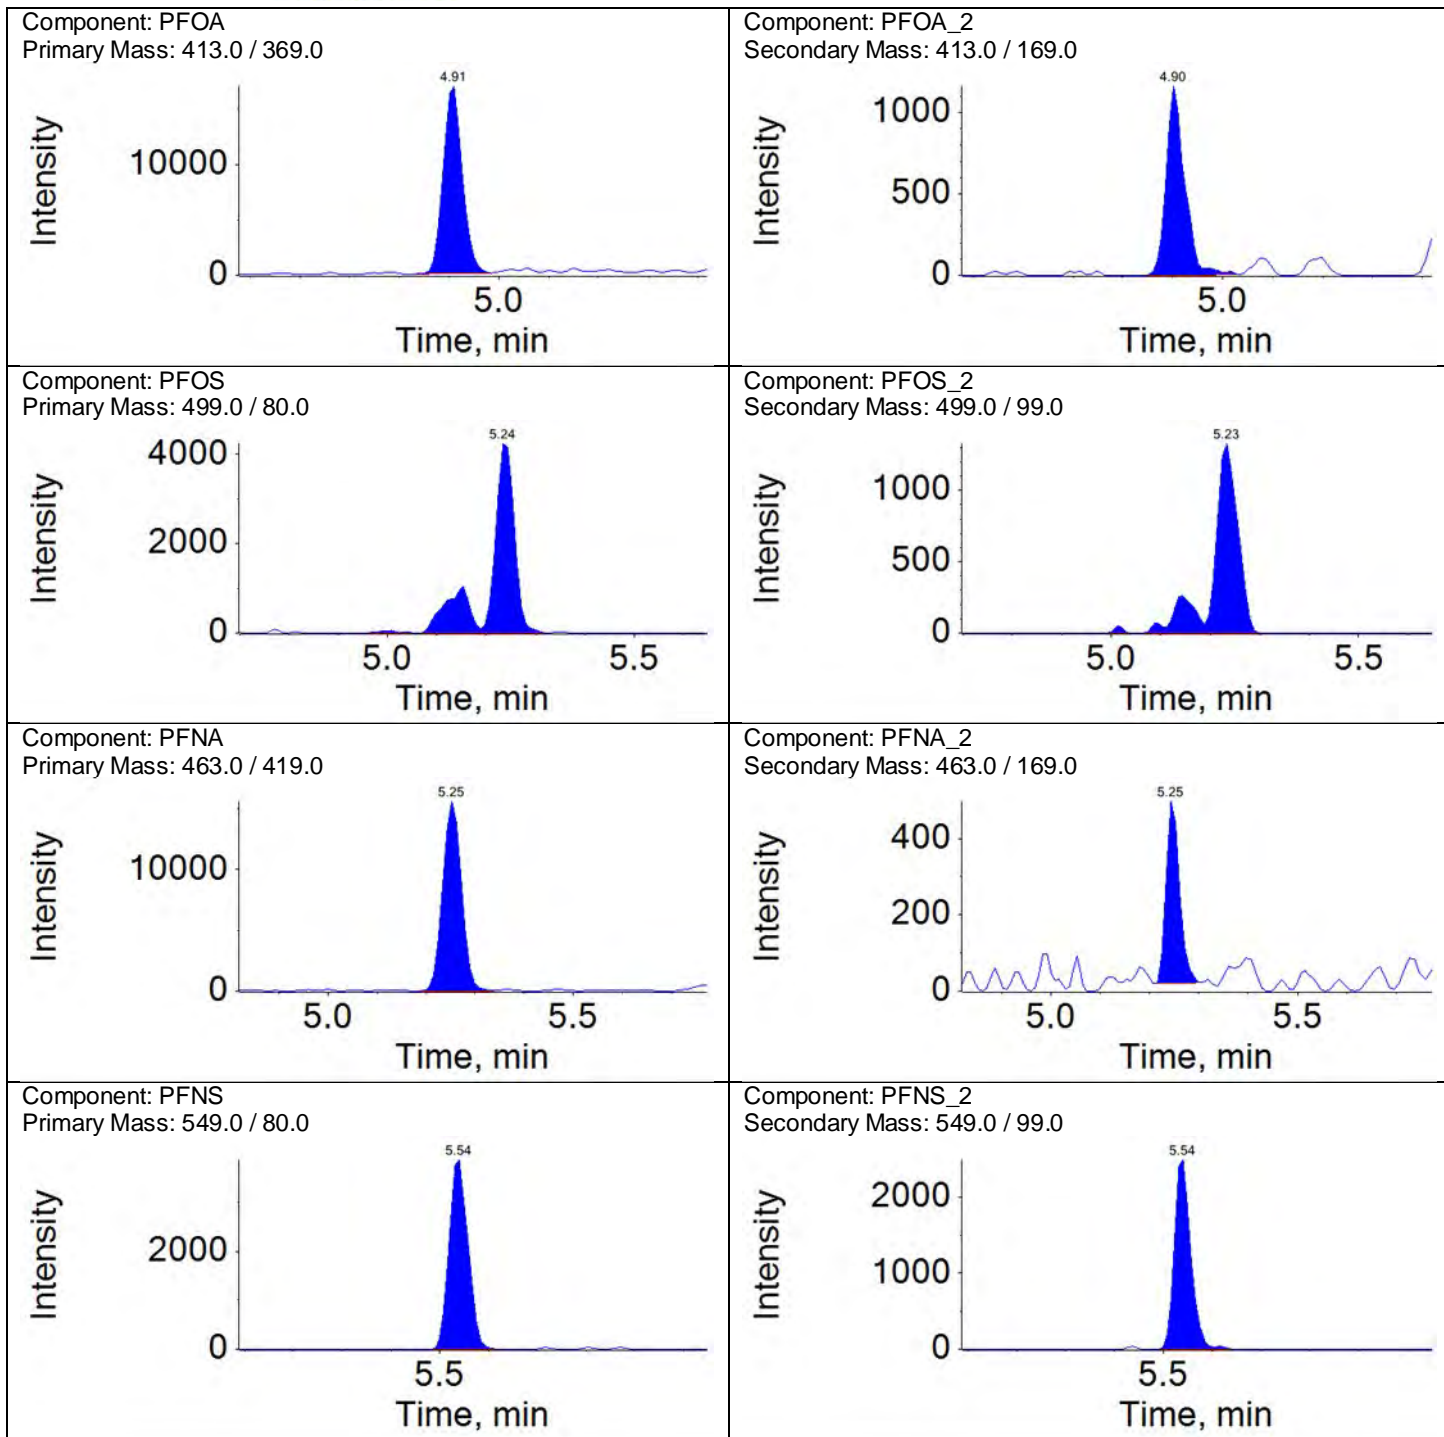 Component: PFOA
Primary Mass: 413.0 / 369.0
4.91
Intensity
10000
0
5.0
Time, min
Component: PFOA_2
Secondary Mass: 413.0 / 169.0
4.90
Intensity
1000
500
0
5.0
Time, min
Component: PFOS
Primary Mass: 499.0 / 80.0
5.24
Intensity
4000
2000
0
5.0 5.5
Time, min
Component: PFOS_2
Secondary Mass: 499.0 / 99.0
5.23
Intensity
1000
500
0
5.0 5.5
Time, min
Component: PFNA
Primary Mass: 463.0 / 419.0
5.25
Intensity
10000
0
5.0 5.5
Time, min
Component: PFNA_2
Secondary Mass: 463.0 / 169.0
5.25
Intensity
400
200
0
5.0 5.5
Time, min
Component: PFNS
Primary Mass: 549.0 / 80.0
5.54
Intensity
2000
0
5.5
Time, min
Component: PFNS_2
Secondary Mass: 549.0 / 99.0
5.54
Intensity
2000
1000
0
5.5
Time, min